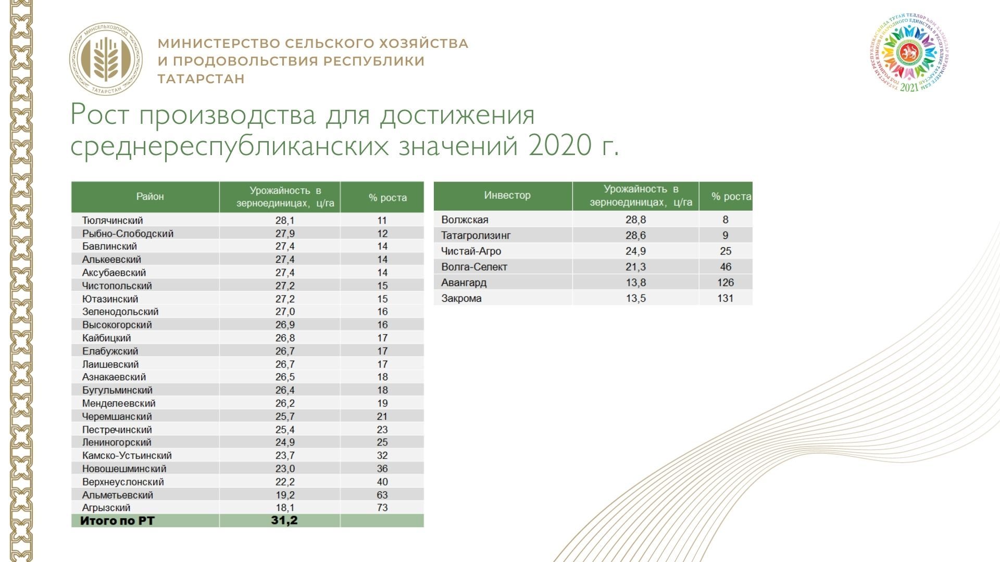 МИНСЕЛЬХОЗПРОД
ТАТАРСТАН
МИНИСТЕРСТВО СЕЛЬСКОГО ХОЗЯЙСТВА
И ПРОДОВОЛЬСТВИЯ РЕСПУБЛИКИ
ТАТАРСТАН
ТАТАРСТАН РЕСПУБЛИКАСЫНДА ТУГАН ТЕЛЛӘР ҺӘМ ХАЛЫКЛАР БЕРДӘМЛЕГЕ ЕЛЫ
ГОД РОДНЫХ ЯЗЫКОВ И НАРОДНОГО ЕДИНСТВА В РЕСПУБЛИКЕ ТАТАРСТАН
2021
Рост производства для достижения
среднереспубликанских значений 2020 г.
Район Урожайность в зерноединицах, ц/га % роста
Тюлячинский 28,1 11
Рыбно-Слободский 27,9 12
Бавлинский 27,4 14
Алькеевский 27,4 14
Аксубаевский 27,4 14
Чистопольский 27,2 15
Ютазинский 27,2 15
Зеленодольский 27,0 16
Высокогорский 26,9 16
Кайбицкий 26,8 17
Елабужский 26,7 17
Лаишевский 26,7 17
Азнакаевский 26,5 18
Бугульминский 26,4 18
Менделеевский 26,2 19
Черемшанский 25,7 21
Пестречинский 25,4 23
Лениногорский 24,9 25
Камско-Устьинский 23,7 32
Новошешминский 23,0 36
Верхнеуслонский 22,2 40
Альметьевский 19,2 63
Агрызский 18,1 73
Итого по РТ 31,2
Инвестор Урожайность в зерноединицах, ц/га % роста
Волжская 28,8 8
Татагролизинг 28,6 9
Чистай-Агро 24,9 25
Волга-Селект 21,3 46
Авангард 13,8 126
Закрома 13,5 131